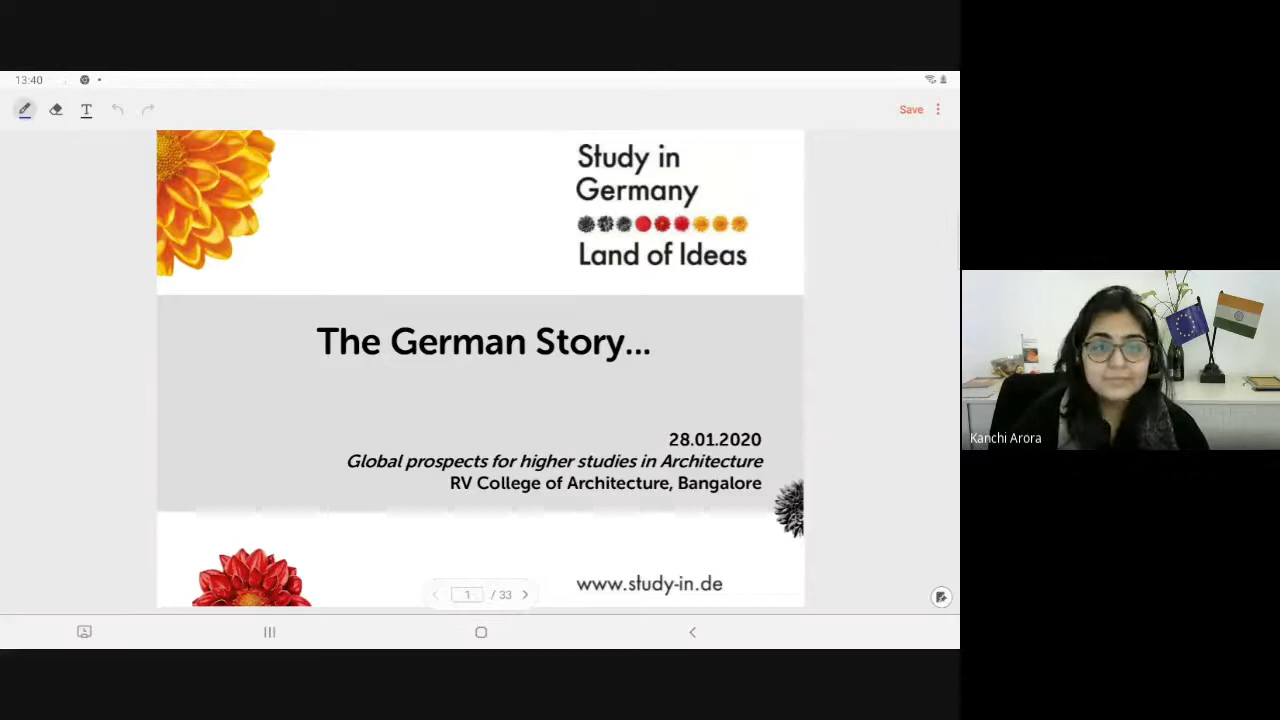 13:40
T
Save
Study in
Germany
Land of Ideas
The German Story...
28.01.2020
Global prospects for higher studies in Architecture
RV College of Architecture, Bangalore
www.study-in.de
1 / 33
Kanchi Arora